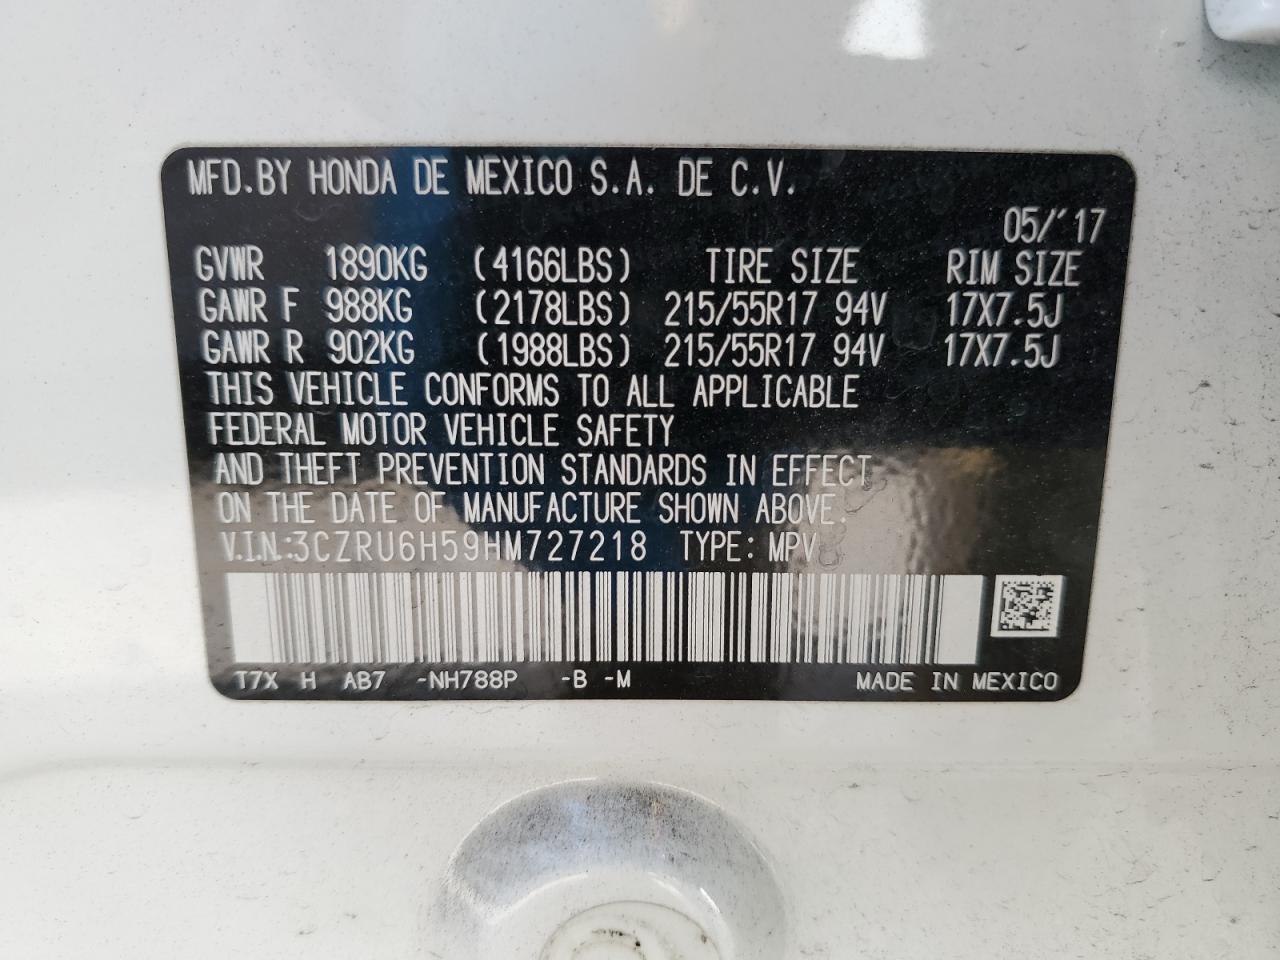 MFD.BY HONDA DE MEXICO S.A. DE C.V.
05/'17
GVWR 1890KG (4166LBS) TIRE SIZE RIM SIZE
GAWR F 988KG (2178LBS) 215/55R17 94V 17X7.5J
GAWR R 902KG (1988LBS) 215/55R17 94V 17X7.5J
THIS VEHICLE CONFORMS TO ALL APPLICABLE
FEDERAL MOTOR VEHICLE SAFETY
AND THEFT PREVENTION STANDARDS IN EFFECT
ON THE DATE OF MANUFACTURE SHOWN ABOVE.
V.I.N.:3CZRU6H59HM727218 TYPE: MPV
T7X H AB7 -NH788P -B -M MADE IN MEXICO